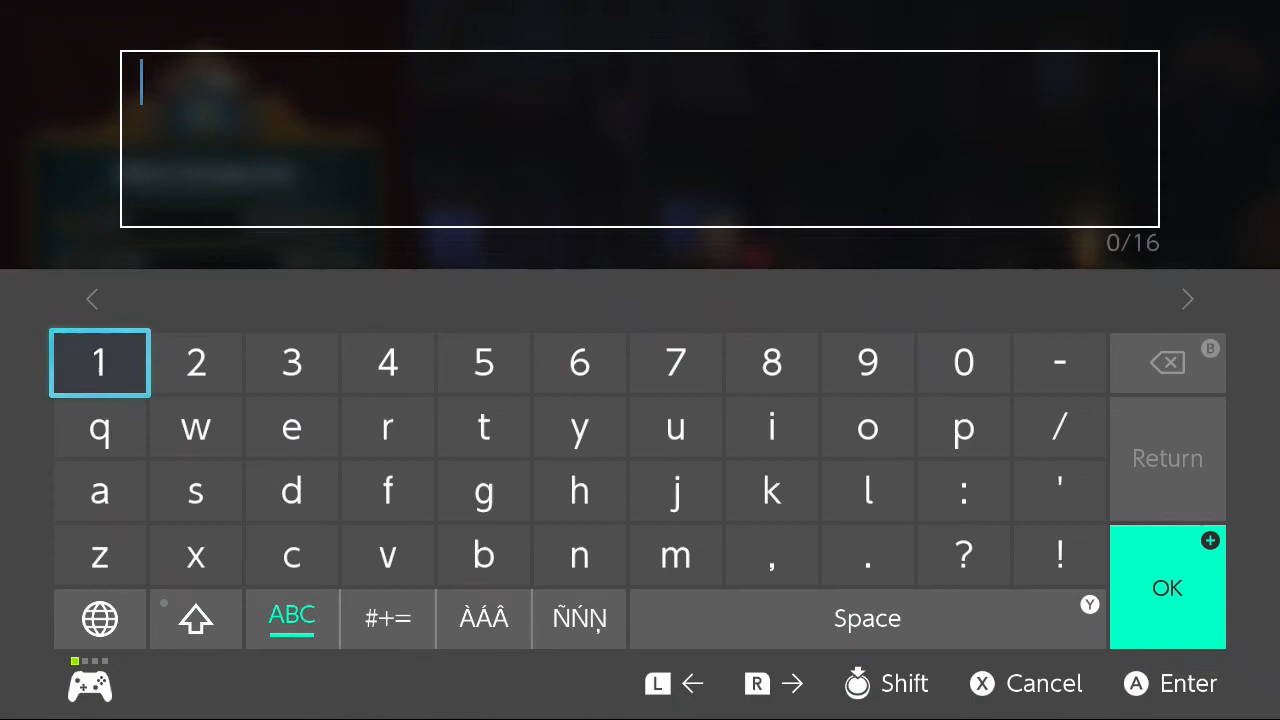 0/16
1 2 3 4 5 6 7 8 9 0 - B
q w e r t y u i o p /
Return
a s d f g h j k l : '
z x c v b n m , . ? !
OK
ABC #+= ÀÁÂ ÑŃŅ Space Y
L ← R → Shift X Cancel A Enter